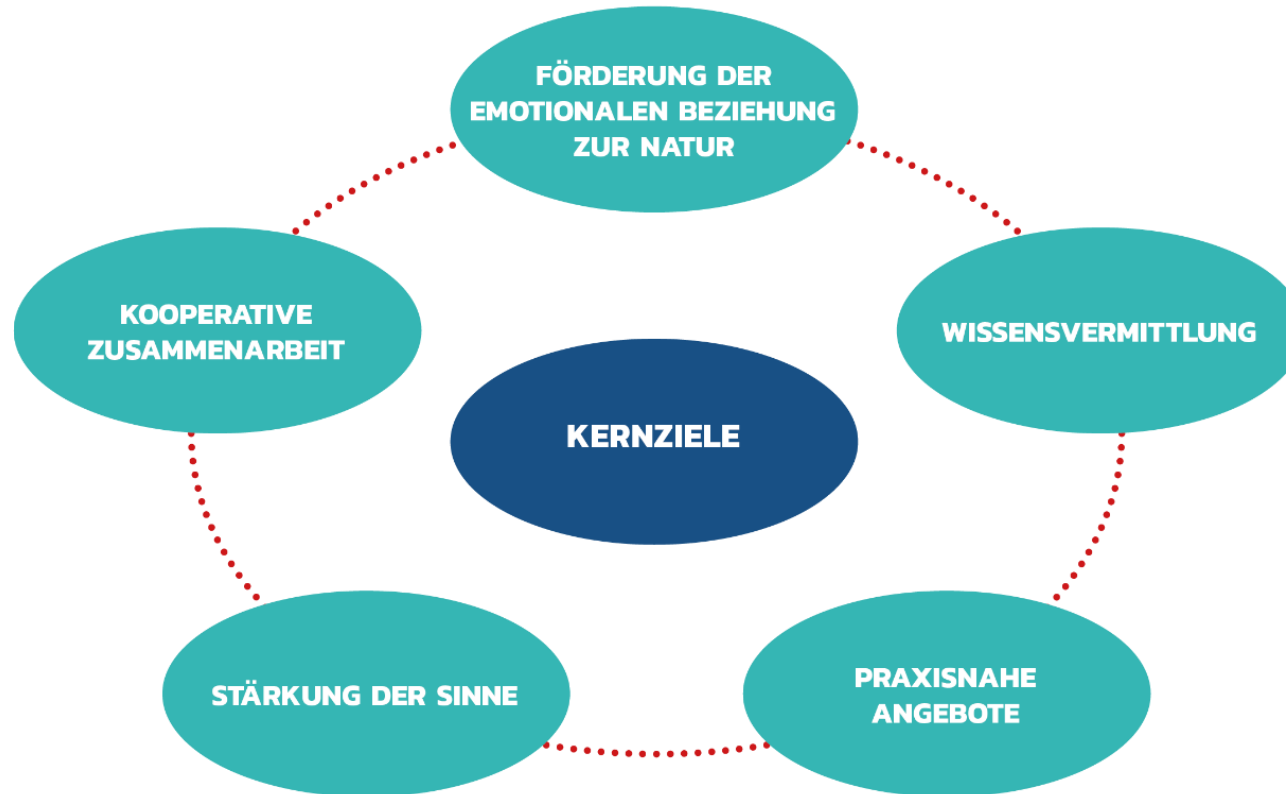 FÖRDERUNG DER
EMOTIONALEN BEZIEHUNG
ZUR NATUR
KOOPERATIVE
ZUSAMMENARBEIT
WISSENSVERMITTLUNG
KERNZIELE
STÄRKUNG DER SINNE
PRAXISNAHE
ANGEBOTE